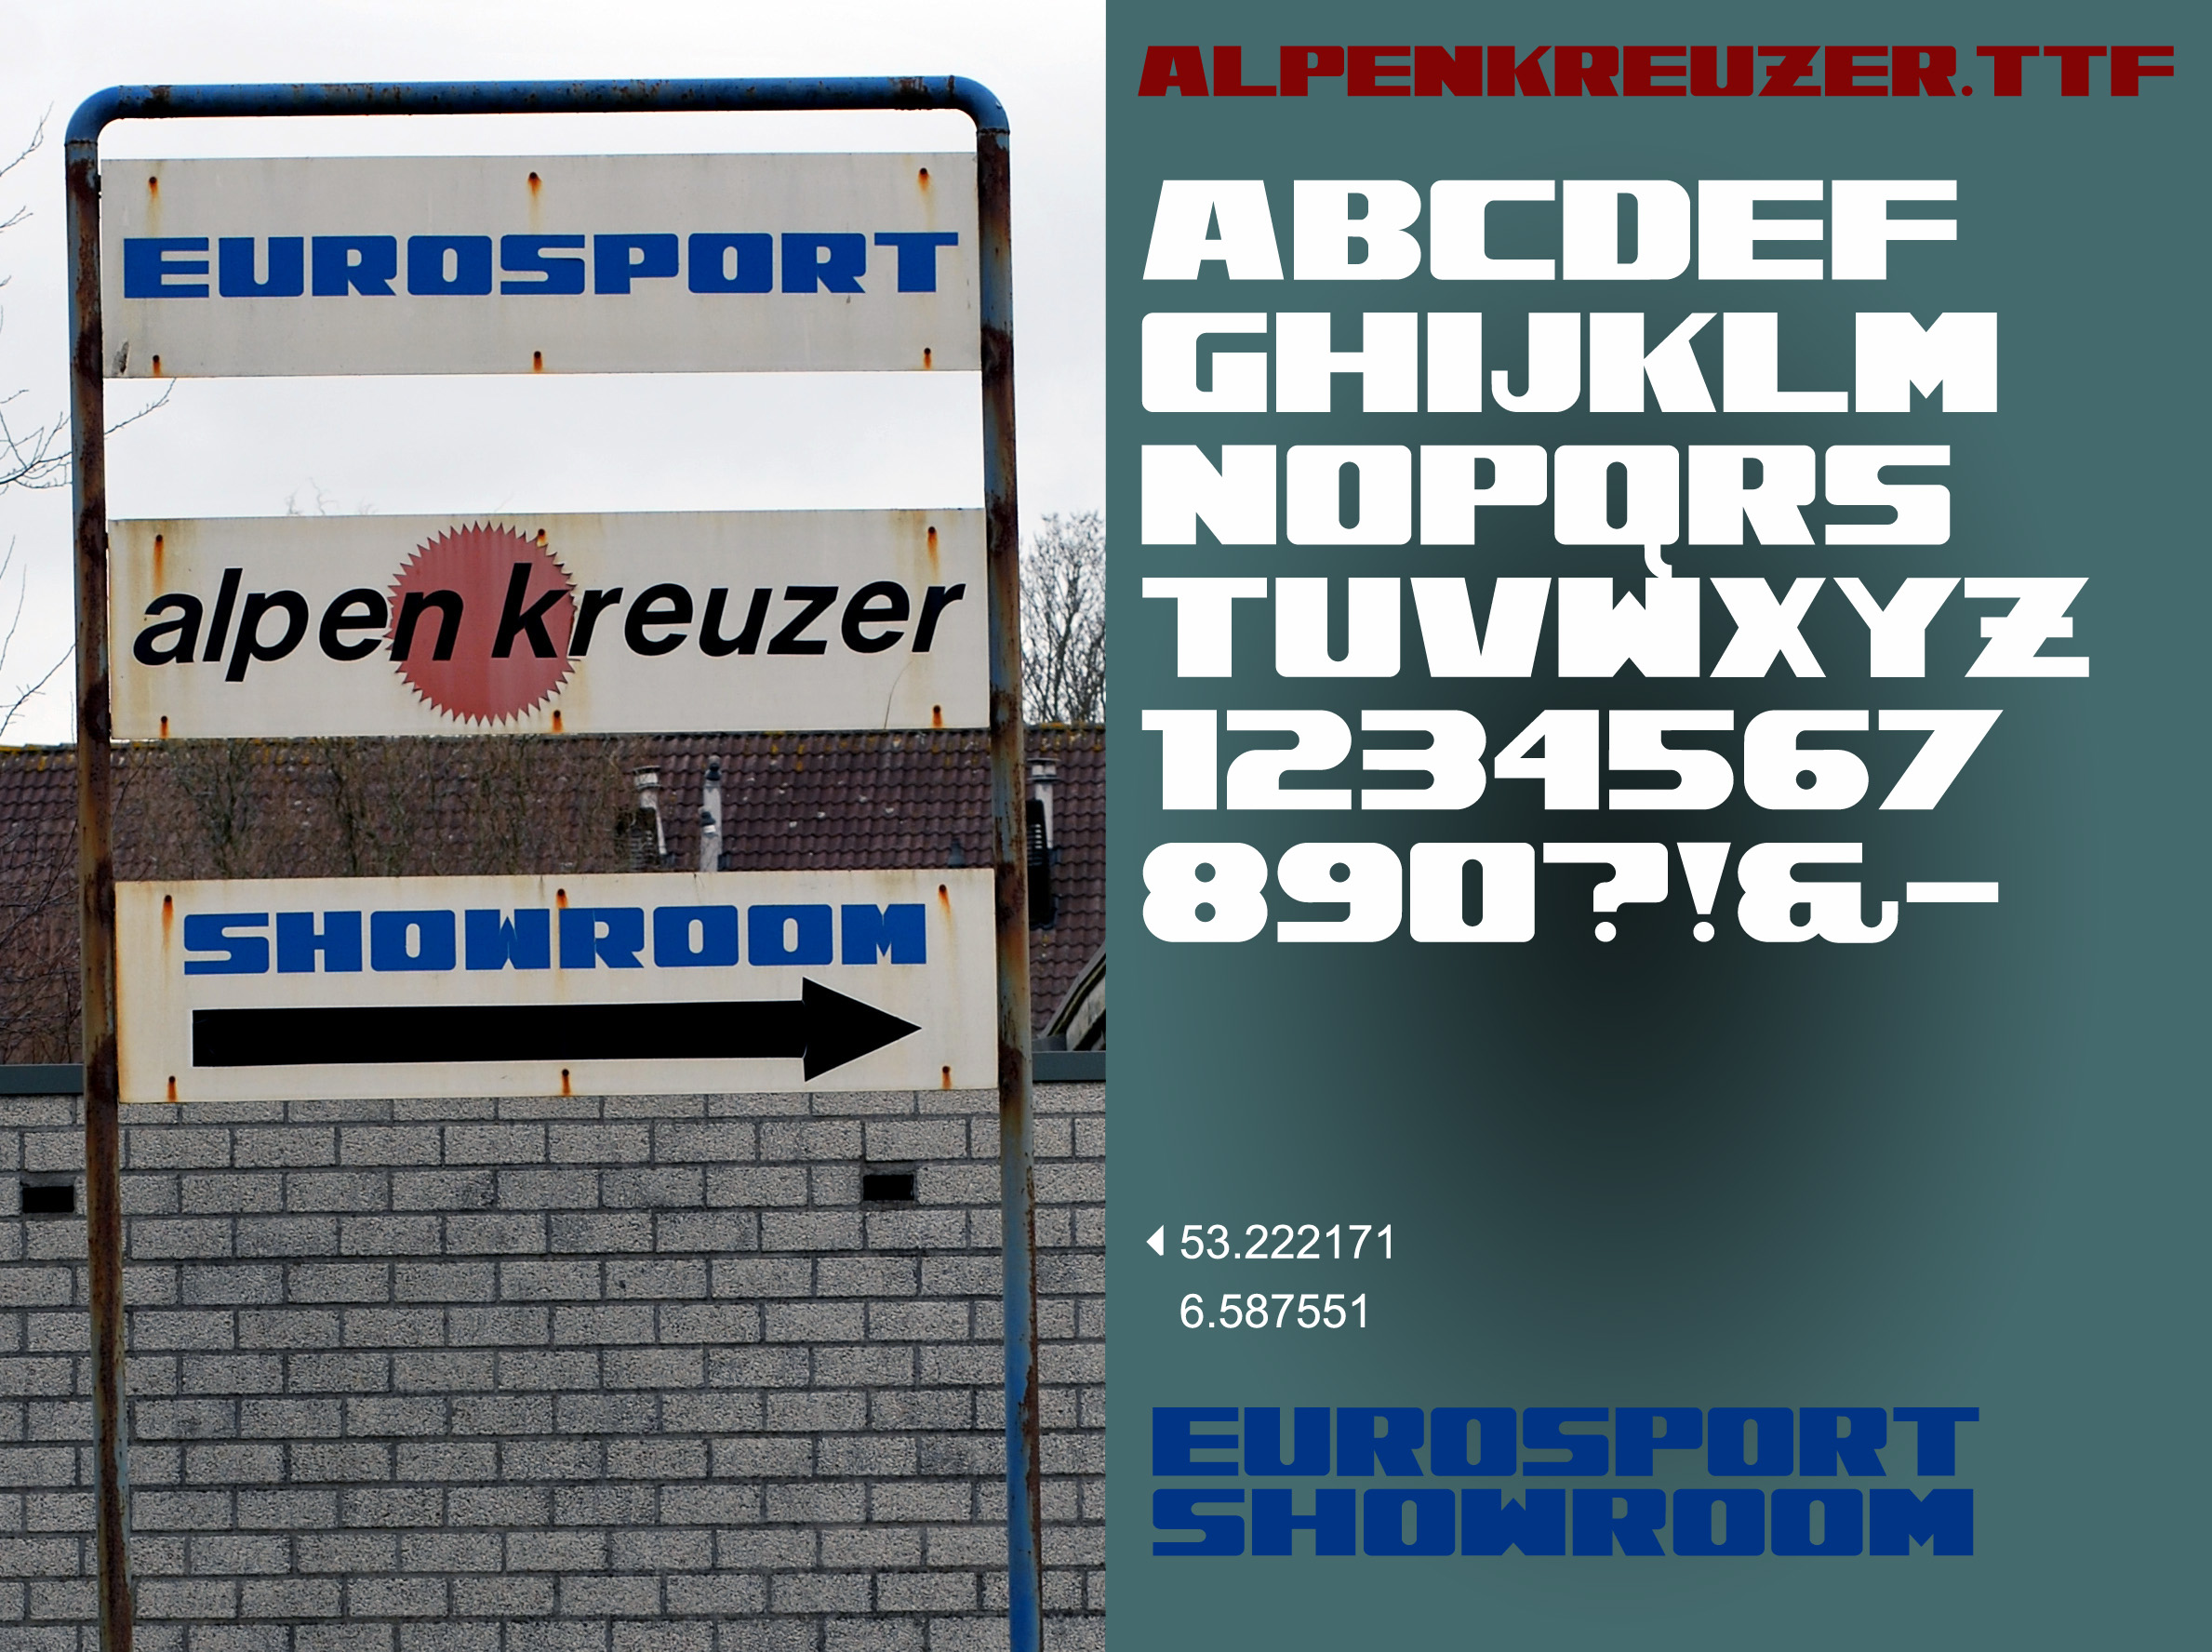 EUROSPORT
alpen kreuzer
SHOWROOM
ALPENKREUZER.TTF
ABCDEF
GHIJKLM
NOPQRS
TUVWXYZ
1234567
890?!&-
53.222171
6.587551
EUROSPORT
SHOWROOM